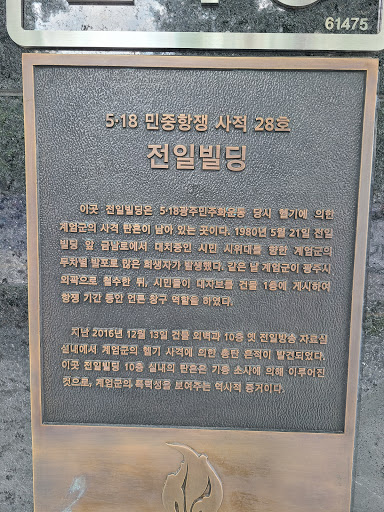 61475
5·18 민중항쟁 사적 28호
전일빌딩
이곳 전일빌딩은 5·18광주민주화운동 당시 헬기에 의한
계엄군의 사격 탄흔이 남아 있는 곳이다. 1980년 5월 21일 전일
빌딩 앞 금남로에서 대치중인 시민 시위대를 향한 계엄군의
무차별 발포로 많은 희생자가 발생했다. 같은 날 계엄군이 광주시
외곽으로 철수한 뒤, 시민들이 대자보를 건물 1층에 게시하여
항쟁 기간 동안 언론 창구 역할을 하였다.
지난 2016년 12월 13일 건물 외벽과 10층 옛 전일방송 자료실
실내에서 계엄군의 헬기 사격에 의한 총탄 흔적이 발견되었다.
이곳 전일빌딩 10층 실내의 탄흔은 기총 소사에 의해 이루어진
것으로, 계엄군의 폭력성을 보여주는 역사적 증거이다.